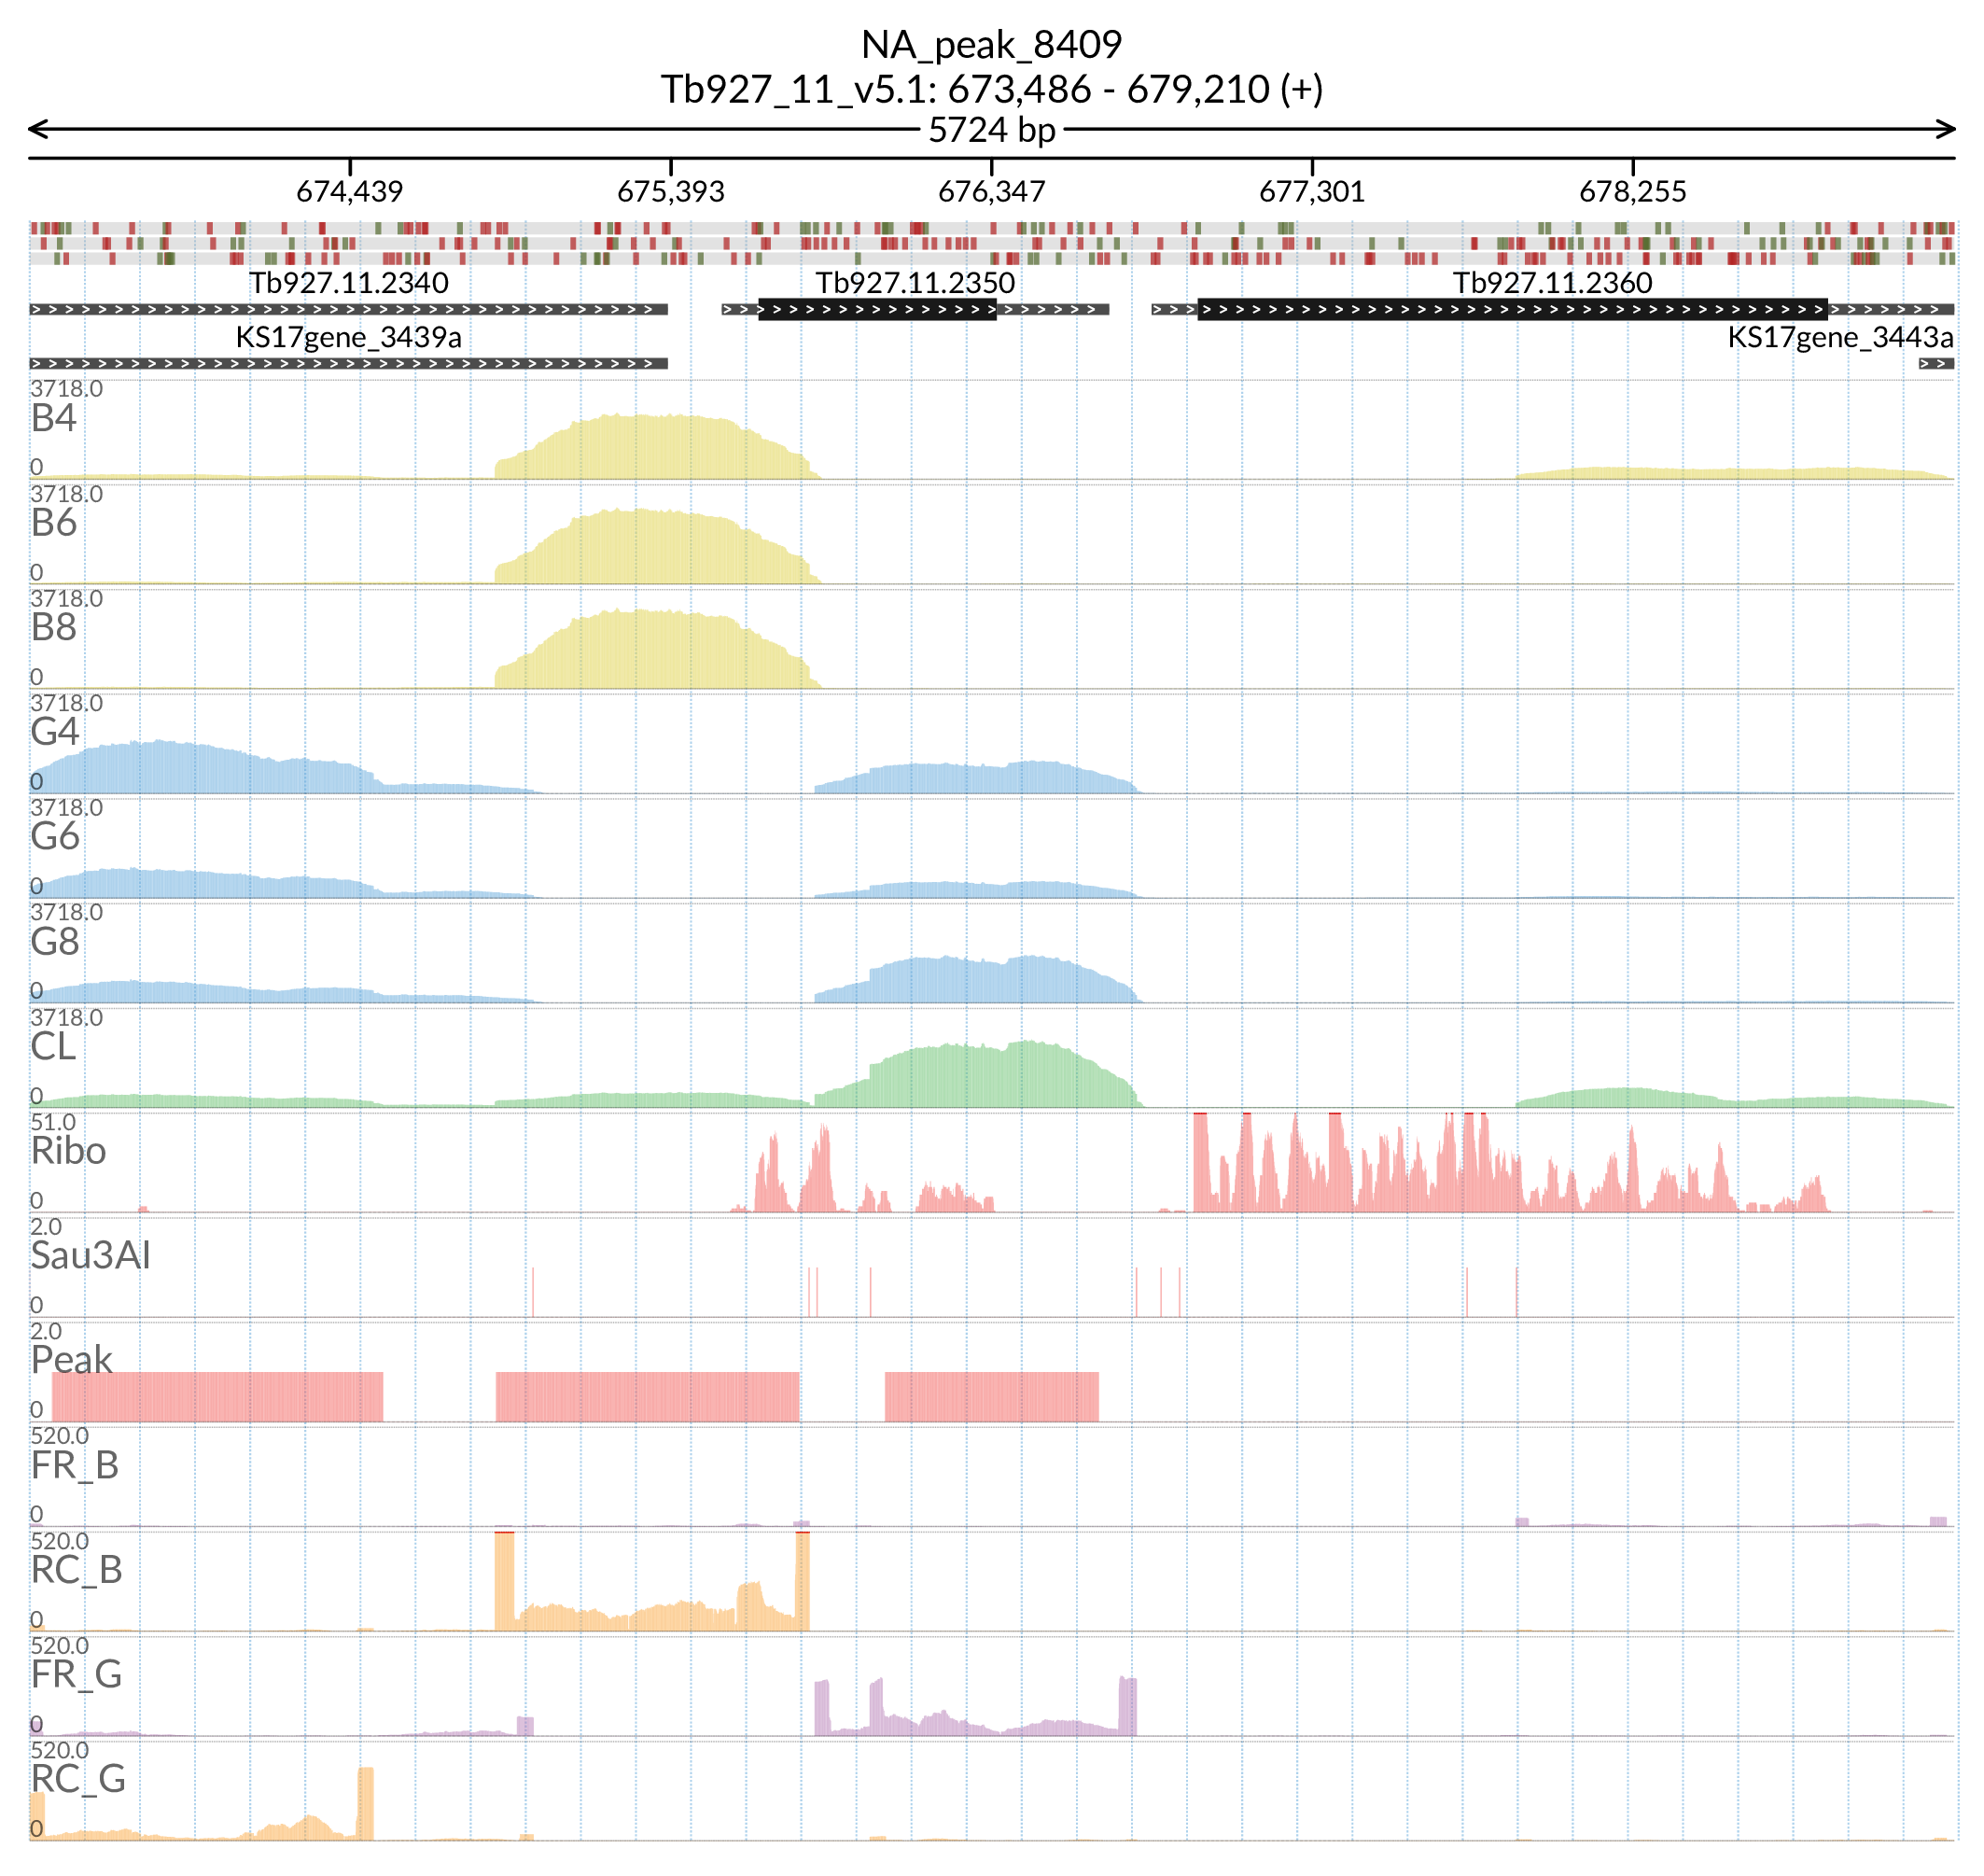 NA_peak_8409
Tb927_11_v5.1: 673,486 - 679,210 (+)
5724 bp
674,439 675,393 676,347 677,301 678,255
Tb927.11.2340 Tb927.11.2350 Tb927.11.2360
KS17gene_3439a KS17gene_3443a
3718.0
B4
0
3718.0
B6
0
3718.0
B8
0
3718.0
G4
0
3718.0
G6
0
3718.0
G8
0
3718.0
CL
0
51.0
Ribo
0
2.0
Sau3AI
0
2.0
Peak
0
520.0
FR_B
0
520.0
RC_B
0
520.0
FR_G
0
520.0
RC_G
0